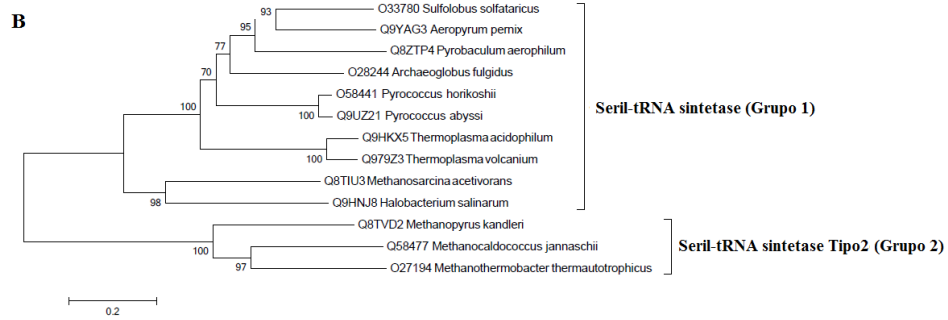 B
93
O33780 Sulfolobus solfataricus
95
Q9YAG3 Aeropyrum pernix
77
Q8ZTP4 Pyrobaculum aerophilum
70
O28244 Archaeoglobus fulgidus
100
O58441 Pyrococcus horikoshii
100
Q9UZ21 Pyrococcus abyssi
Seril-tRNA sintetase (Grupo 1)
Q9HKX5 Thermoplasma acidophilum
100
Q979Z3 Thermoplasma volcanium
Q8TIU3 Methanosarcina acetivorans
98
Q9HNJ8 Halobacterium salinarum
Q8TVD2 Methanopyrus kandleri
100
Q58477 Methanocaldococcus jannaschii
Seril-tRNA sintetase Tipo2 (Grupo 2)
97
O27194 Methanothermobacter thermautotrophicus
0.2